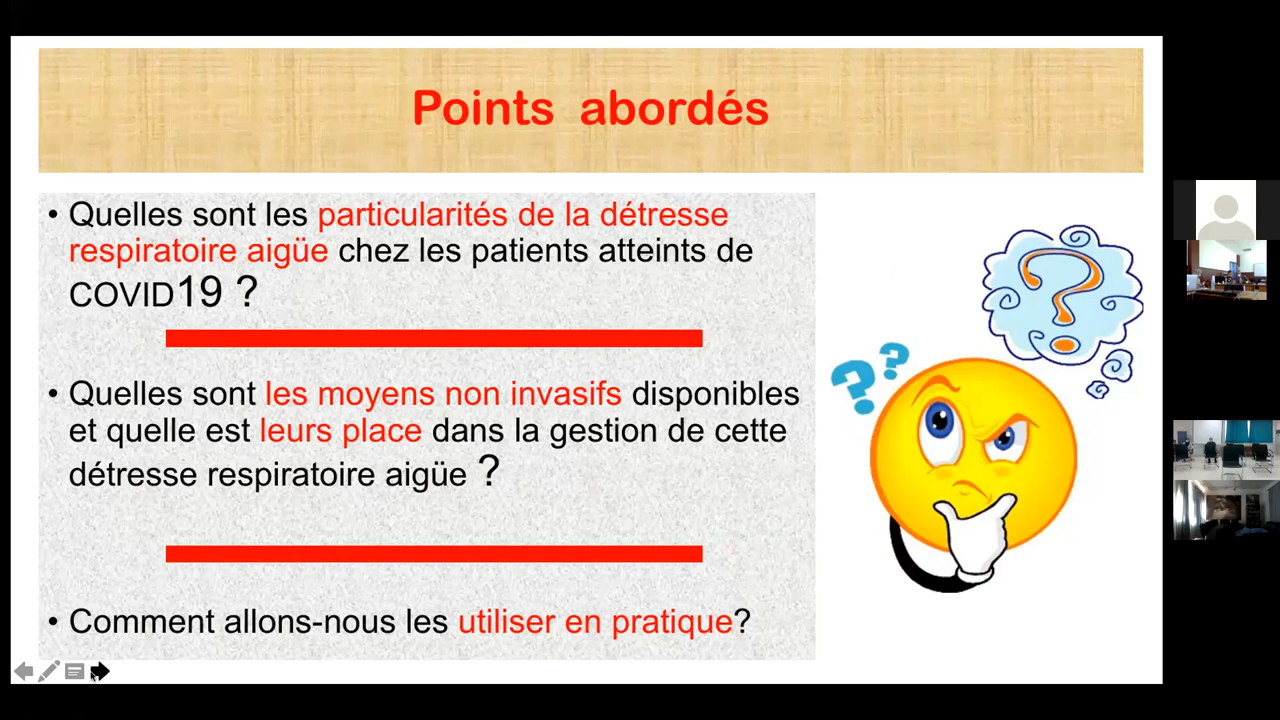 Points abordés
• Quelles sont les particularités de la détresse
respiratoire aigüe chez les patients atteints de
COVID19 ?
• Quelles sont les moyens non invasifs disponibles
et quelle est leurs place dans la gestion de cette
détresse respiratoire aigüe ?
• Comment allons-nous les utiliser en pratique?